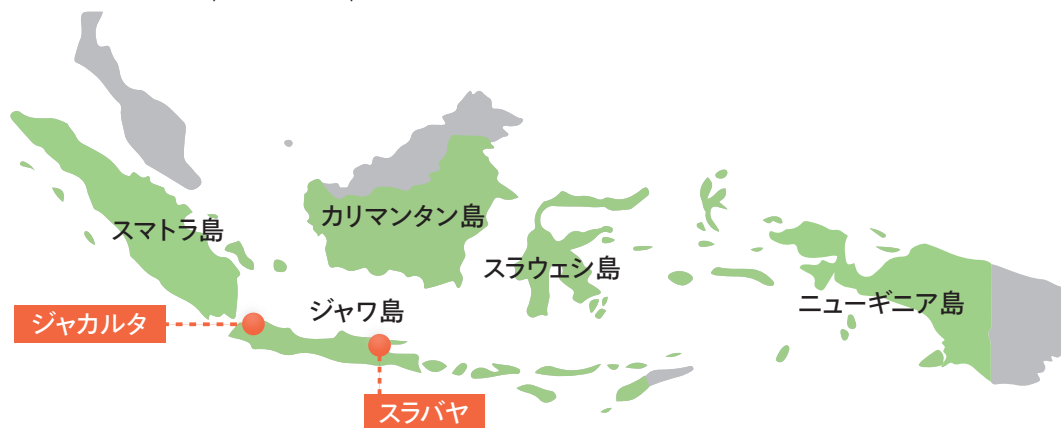 カリマンタン島
スマトラ島
スラウェシ島
ニューギニア島
ジャワ島
ジャカルタ
スラバヤ